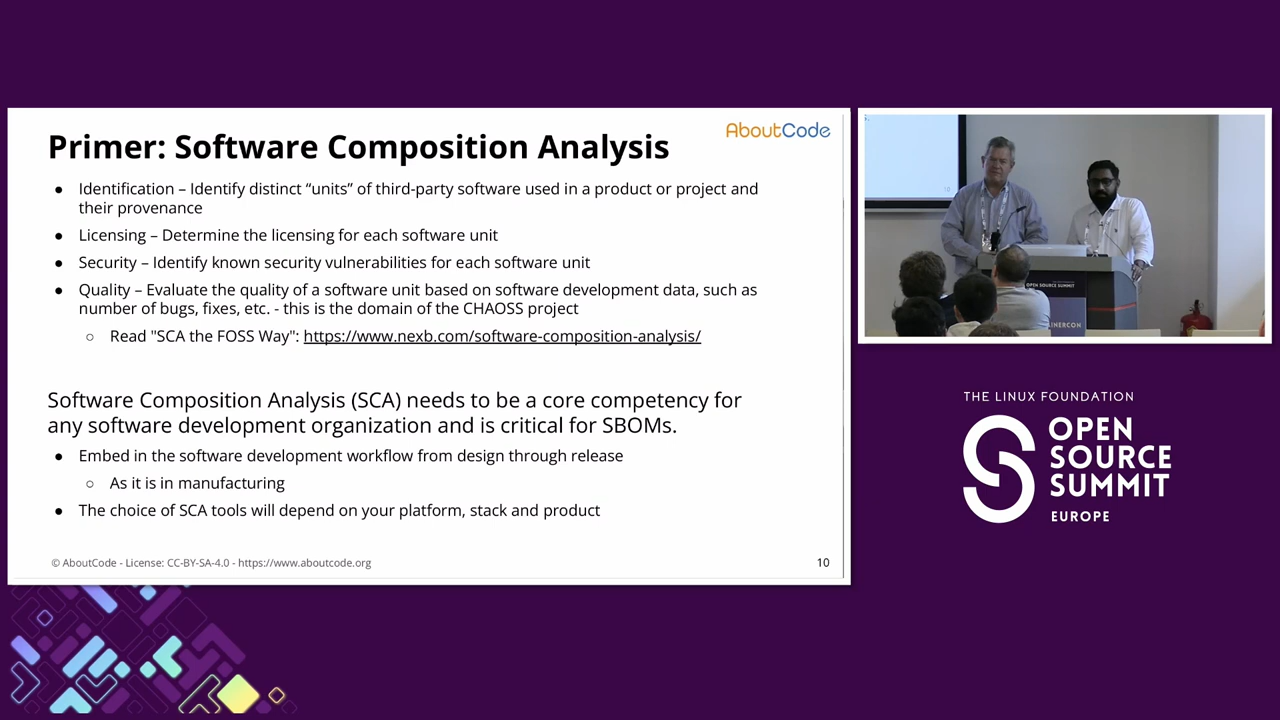 Primer: Software Composition Analysis
AboutCode
● Identification – Identify distinct “units” of third-party software used in a product or project and
their provenance
● Licensing – Determine the licensing for each software unit
● Security – Identify known security vulnerabilities for each software unit
● Quality – Evaluate the quality of a software unit based on software development data, such as
number of bugs, fixes, etc. - this is the domain of the CHAOSS project
○ Read "SCA the FOSS Way": https://www.nexb.com/software-composition-analysis/
Software Composition Analysis (SCA) needs to be a core competency for
any software development organization and is critical for SBOMs.
● Embed in the software development workflow from design through release
○ As it is in manufacturing
● The choice of SCA tools will depend on your platform, stack and product
© AboutCode - License: CC-BY-SA-4.0 - https://www.aboutcode.org
10
OPEN SOURCE SUMMIT
LINERCON
THE LINUX FOUNDATION
OPEN
SOURCE
SUMMIT
EUROPE